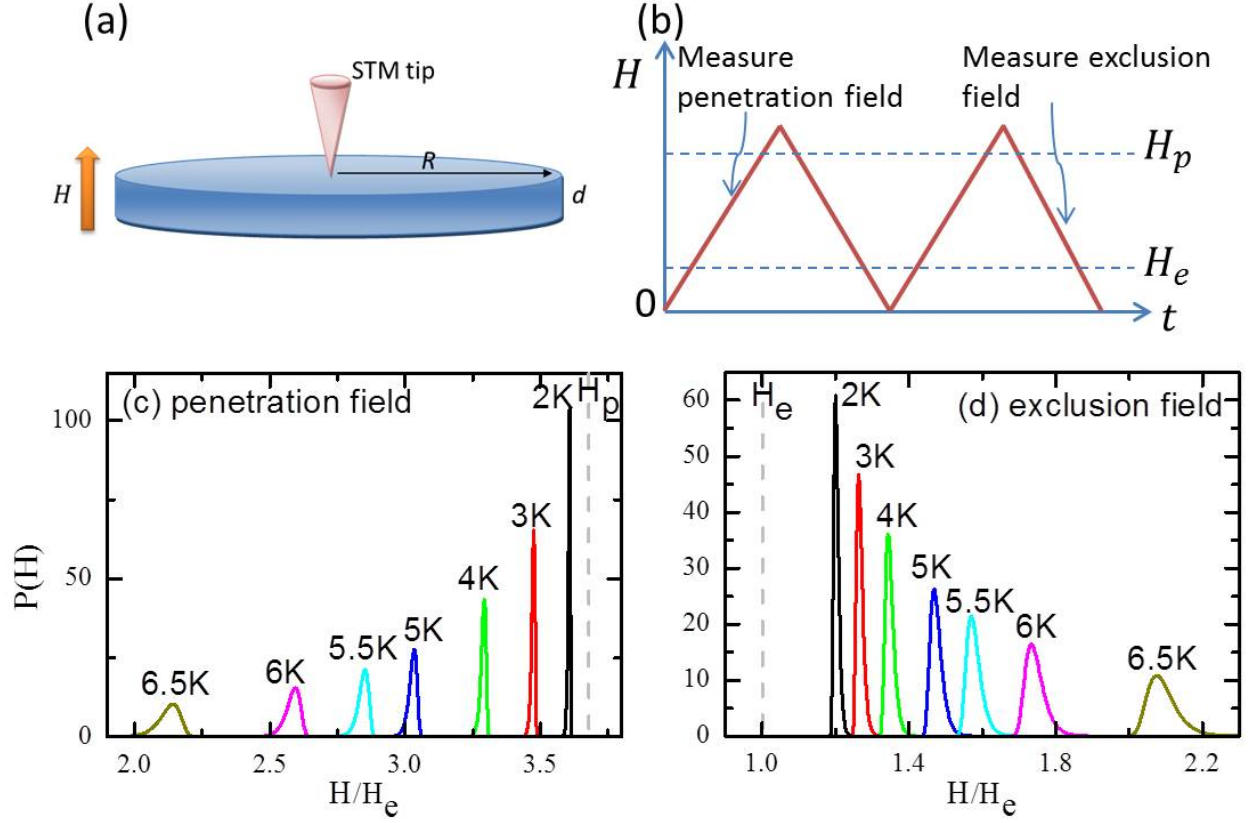 (a)
STM tip
R
H
d
(b)
H
Measure
penetration field
Measure exclusion
field
H_p
H_e
0
t
(c) penetration field
2K
H_p
3K
4K
5K
5.5K
6K
6.5K
P(H)
100
50
0
2.0 2.5 3.0 3.5
H/H_e
(d) exclusion field
H_e
2K
3K
4K
5K
5.5K
6K
6.5K
60
50
40
30
20
10
0
1.0 1.4 1.8 2.2
H/H_e